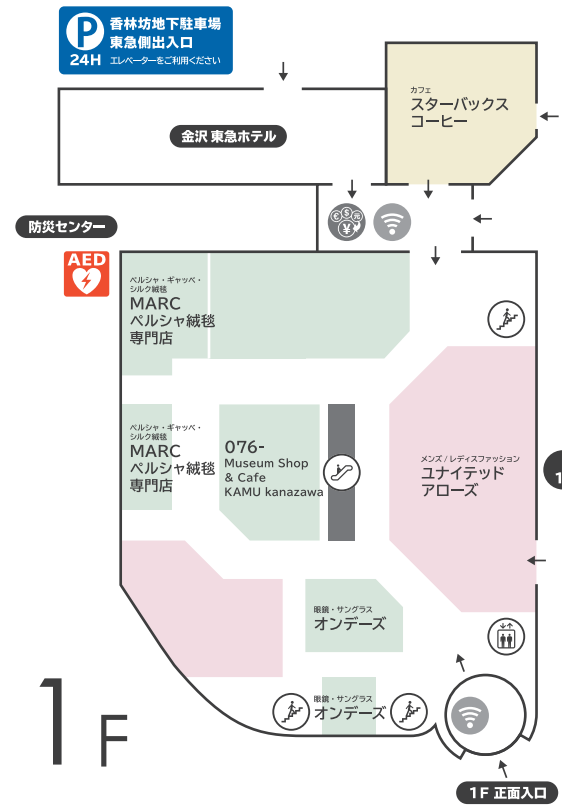 P
24H
香林坊地下駐車場
東急側出入口
エレベーターをご利用ください
カフェ
スターバックス
コーヒー
金沢 東急ホテル
€ $ 元
¥
防災センター
AED
ペルシャ・ギャッベ・
シルク絨毯
MARC
ペルシャ絨毯
専門店
ペルシャ・ギャッベ・
シルク絨毯
MARC
ペルシャ絨毯
専門店
076-
Museum Shop
& Cafe
KAMU kanazawa
メンズ / レディスファッション
ユナイテッド
アローズ
1
眼鏡・サングラス
オンデーズ
眼鏡・サングラス
オンデーズ
1F
1F 正面入口